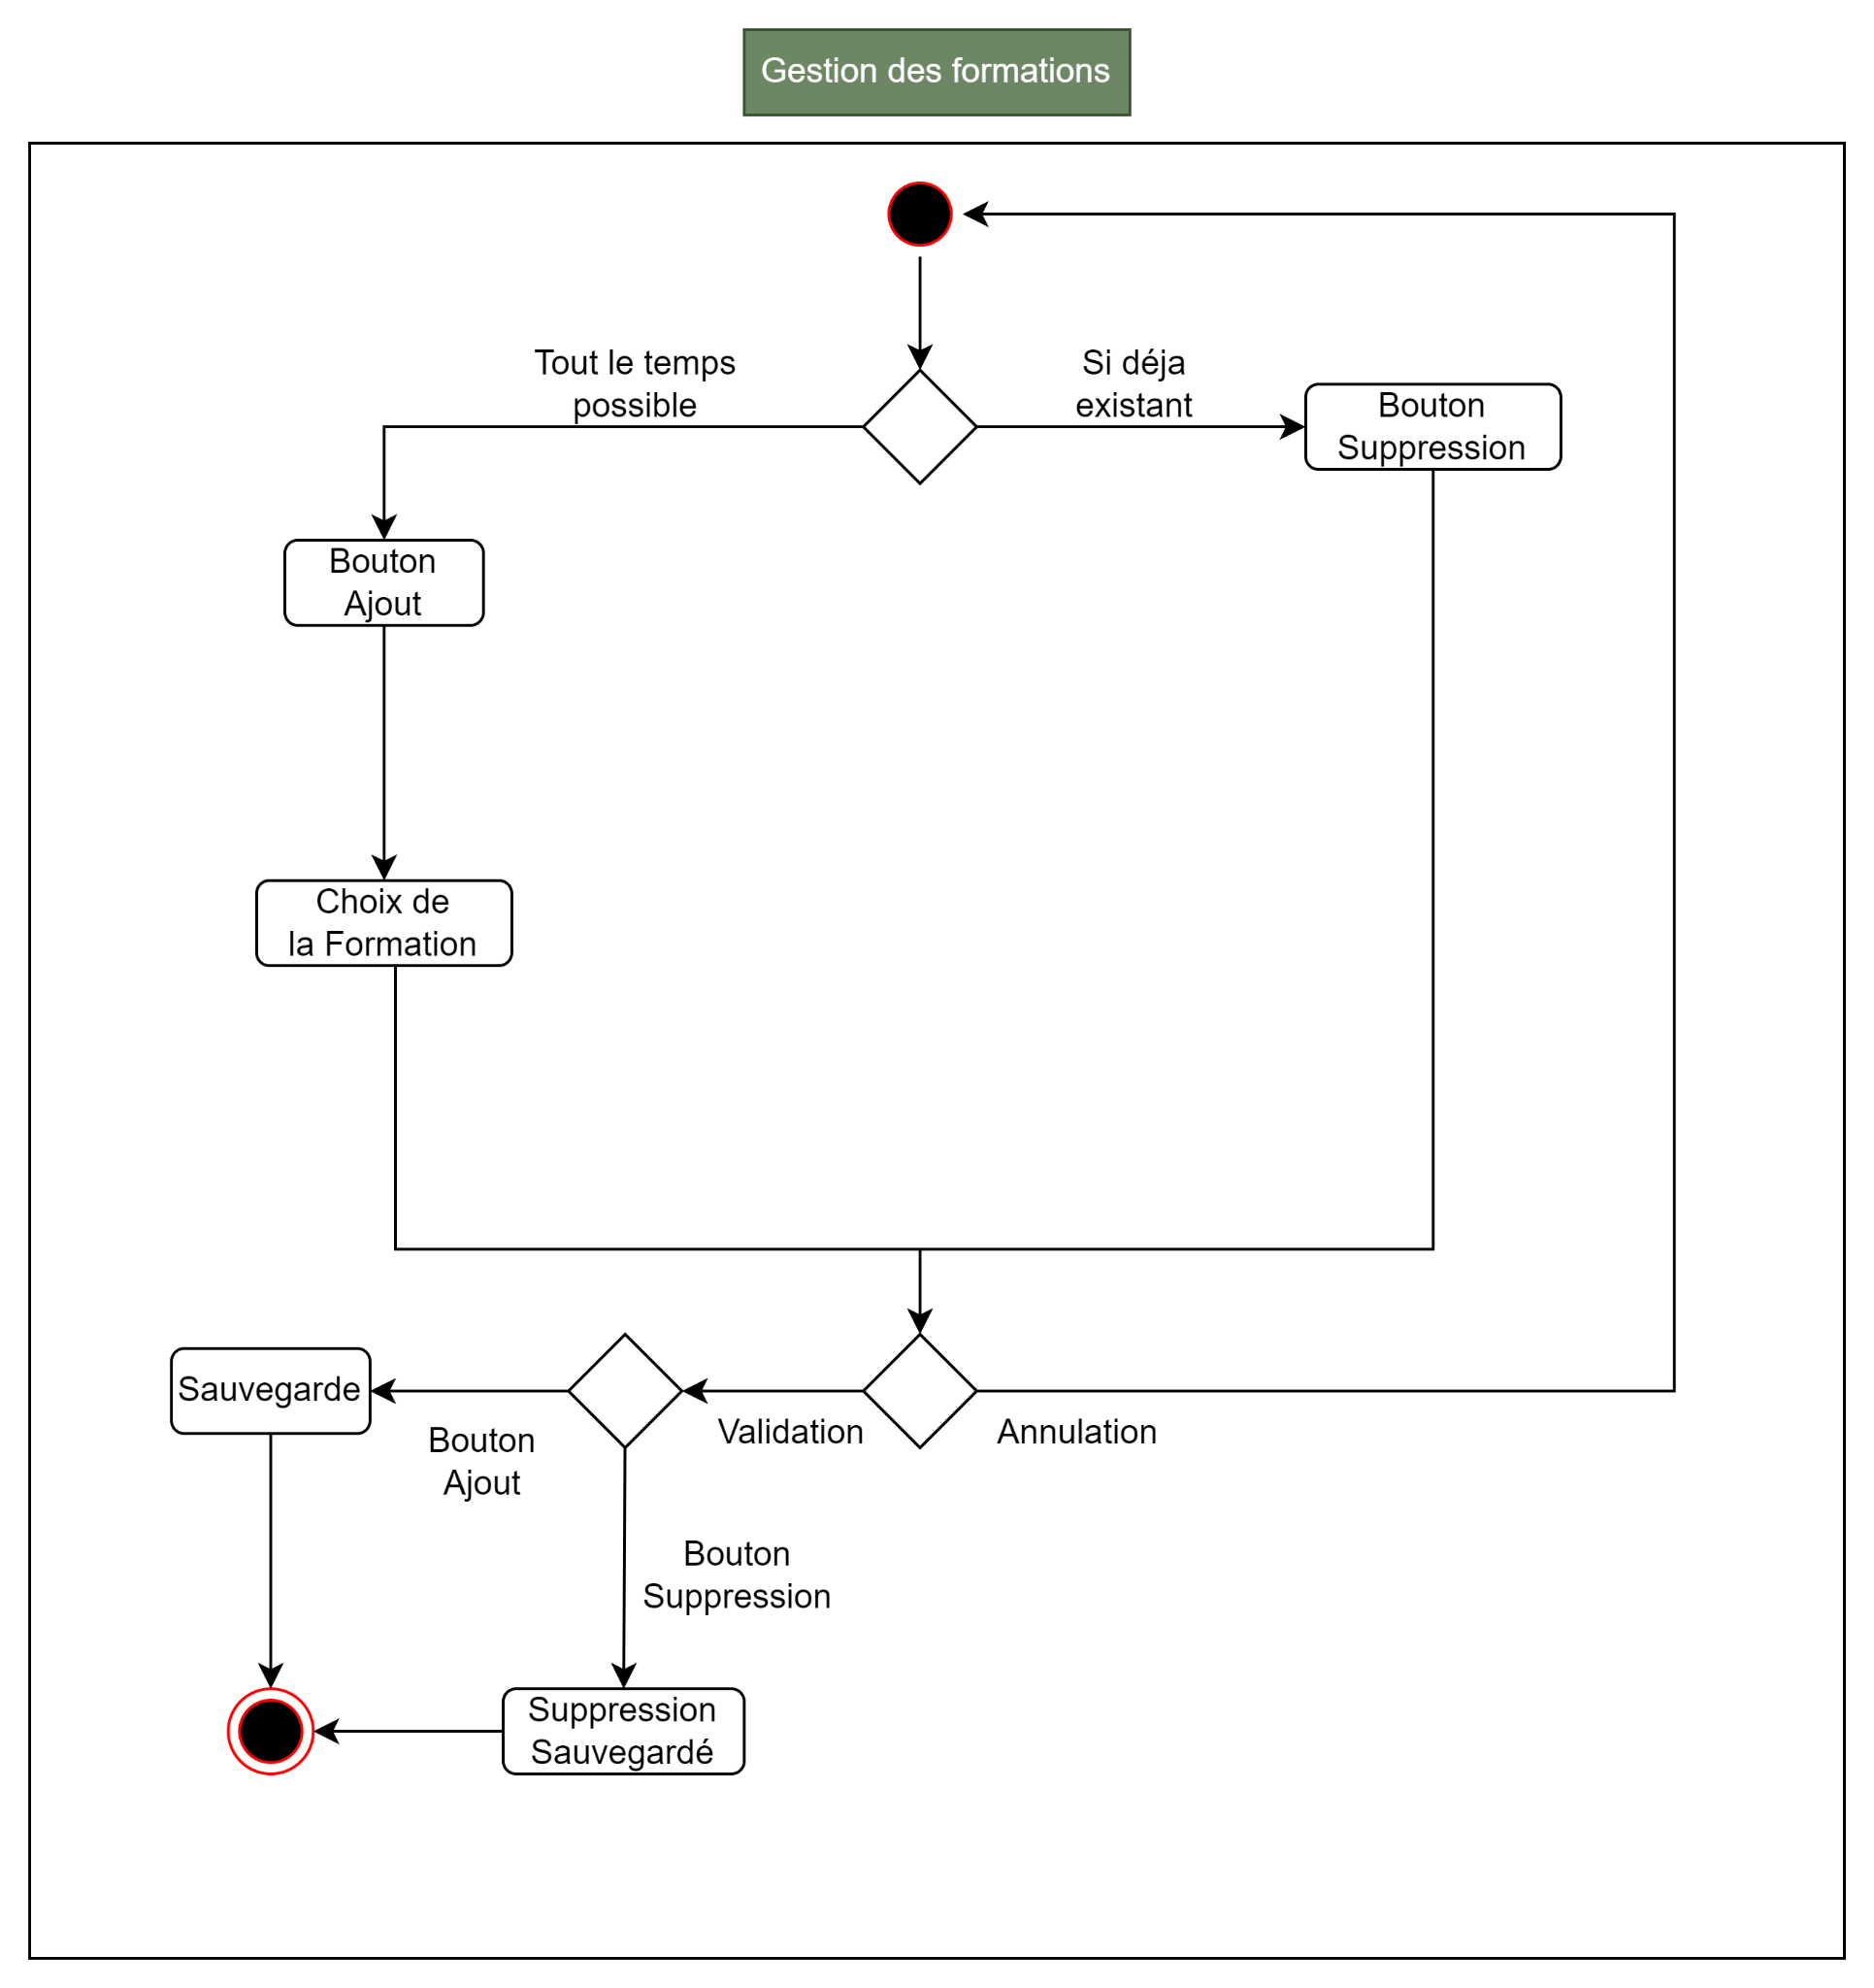 Gestion des formations
Tout le temps
possible
Si déja
existant
Bouton
Suppression
Bouton
Ajout
Choix de
la Formation
Sauvegarde
Bouton
Ajout
Validation
Annulation
Bouton
Suppression
Suppression
Sauvegardé